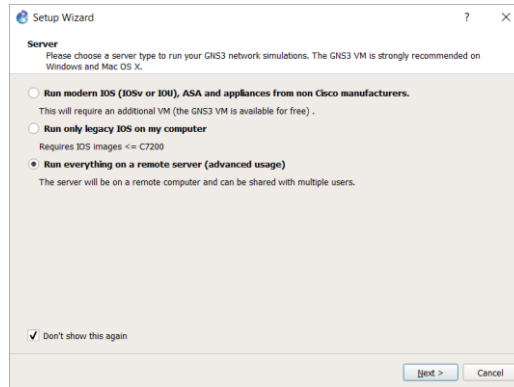 Setup Wizard
Server
Please choose a server type to run your GNS3 network simulations. The GNS3 VM is strongly recommended on
Windows and Mac OS X.
Run modern IOS (IOSv or IOU), ASA and appliances from non Cisco manufacturers.
This will require an additional VM (the GNS3 VM is available for free) .
Run only legacy IOS on my computer
Requires IOS images <= C7200
Run everything on a remote server (advanced usage)
The server will be on a remote computer and can be shared with multiple users.
Don't show this again
Next >
Cancel